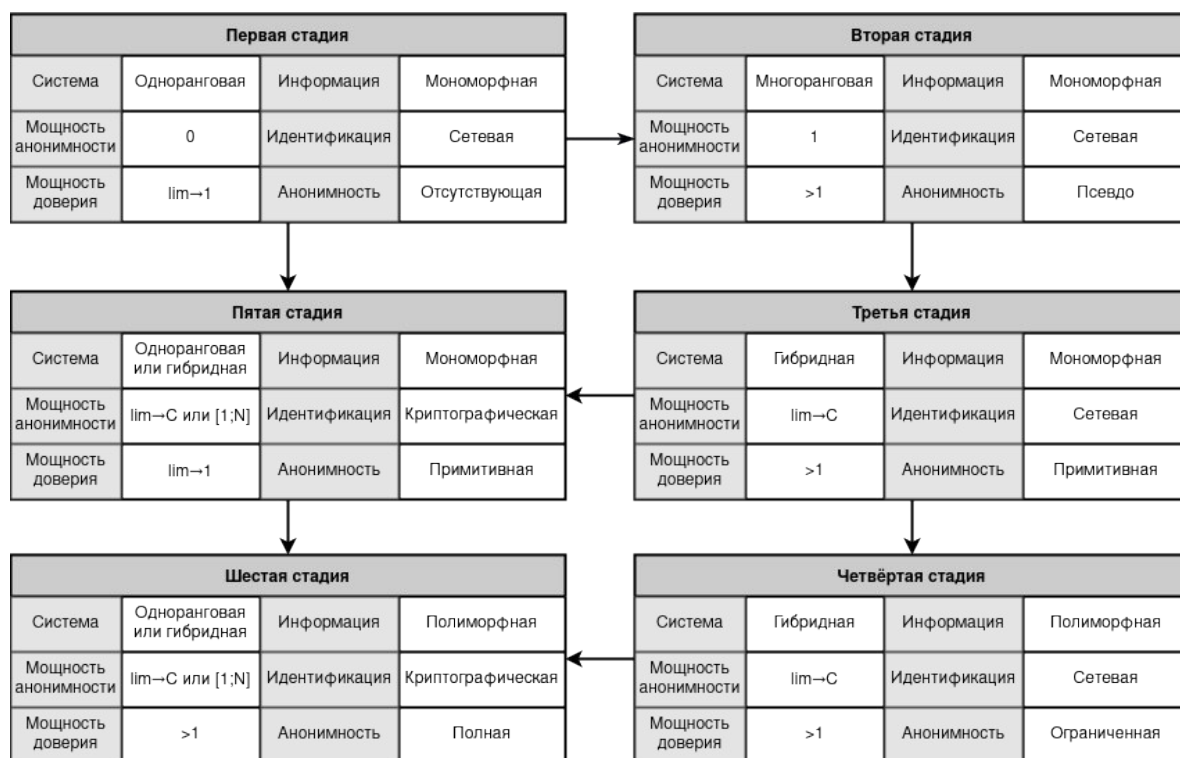 Первая стадия
Система Одноранговая Информация Мономорфная
Мощность
анонимности 0 Идентификация Сетевая
Мощность
доверия lim→1 Анонимность Отсутствующая
Вторая стадия
Система Многоранговая Информация Мономорфная
Мощность
анонимности 1 Идентификация Сетевая
Мощность
доверия >1 Анонимность Псевдо
Пятая стадия
Система Одноранговая
или гибридная Информация Мономорфная
Мощность
анонимности lim→C или [1;N] Идентификация Криптографическая
Мощность
доверия lim→1 Анонимность Примитивная
Третья стадия
Система Гибридная Информация Мономорфная
Мощность
анонимности lim→C Идентификация Сетевая
Мощность
доверия >1 Анонимность Примитивная
Шестая стадия
Система Одноранговая
или гибридная Информация Полиморфная
Мощность
анонимности lim→C или [1;N] Идентификация Криптографическая
Мощность
доверия >1 Анонимность Полная
Четвёртая стадия
Система Гибридная Информация Полиморфная
Мощность
анонимности lim→C Идентификация Сетевая
Мощность
доверия >1 Анонимность Ограниченная